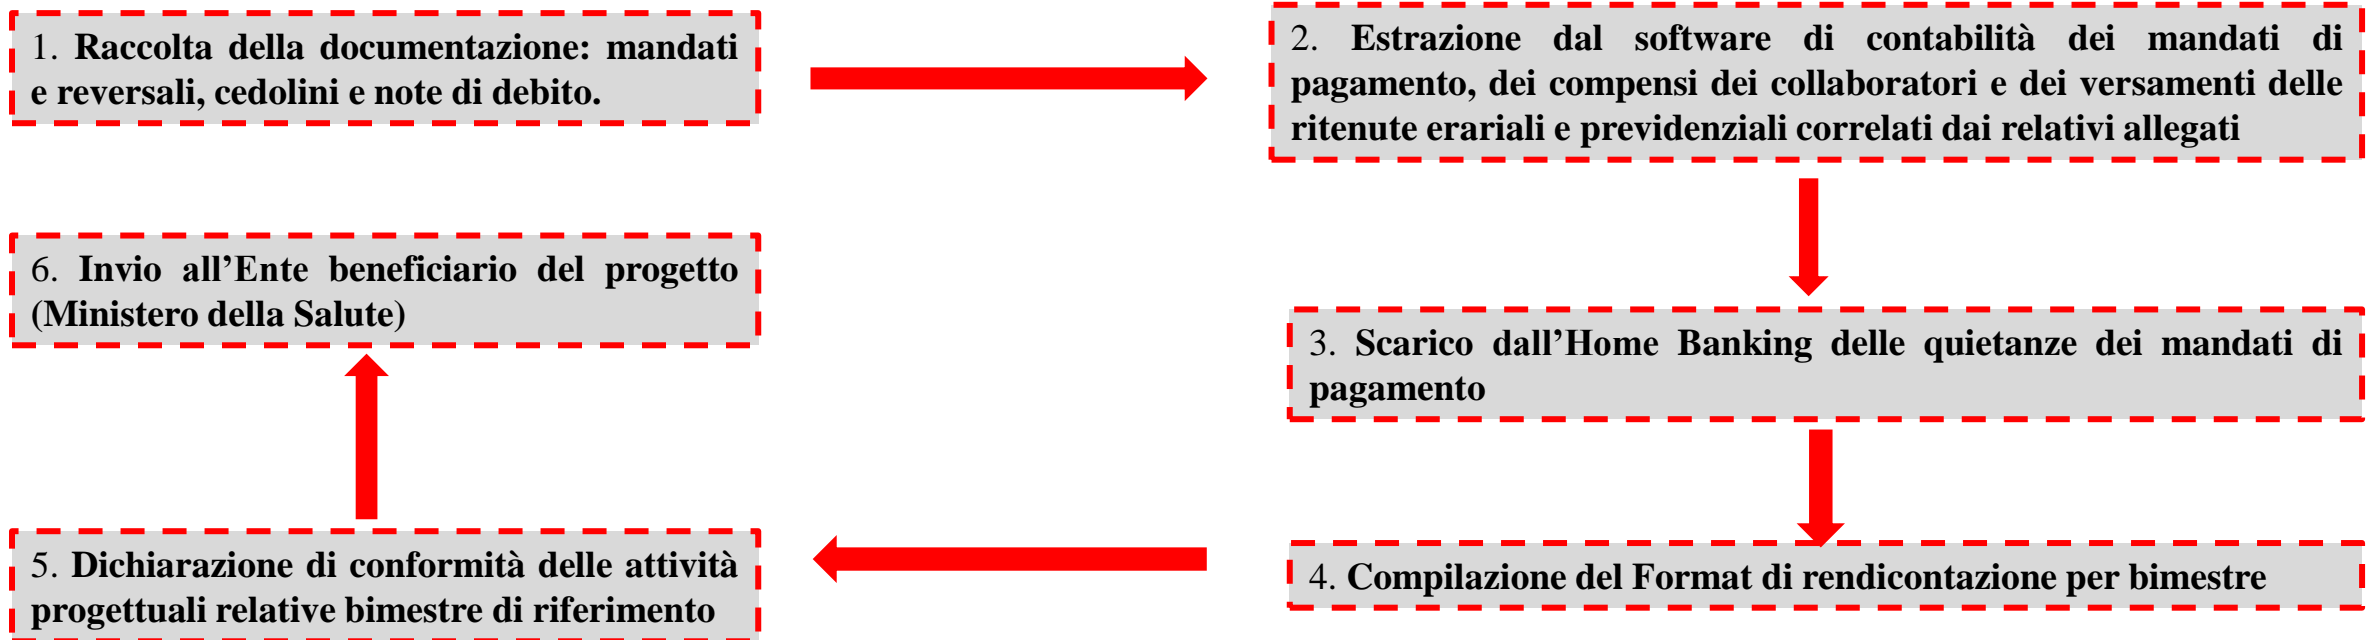 1. Raccolta della documentazione: mandati
e reversali, cedolini e note di debito.
2. Estrazione dal software di contabilità dei mandati di
pagamento, dei compensi dei collaboratori e dei versamenti delle
ritenute erariali e previdenziali correlati dai relativi allegati
3. Scarico dall’Home Banking delle quietanze dei mandati di
pagamento
4. Compilazione del Format di rendicontazione per bimestre
5. Dichiarazione di conformità delle attività
progettuali relative bimestre di riferimento
6. Invio all’Ente beneficiario del progetto
(Ministero della Salute)